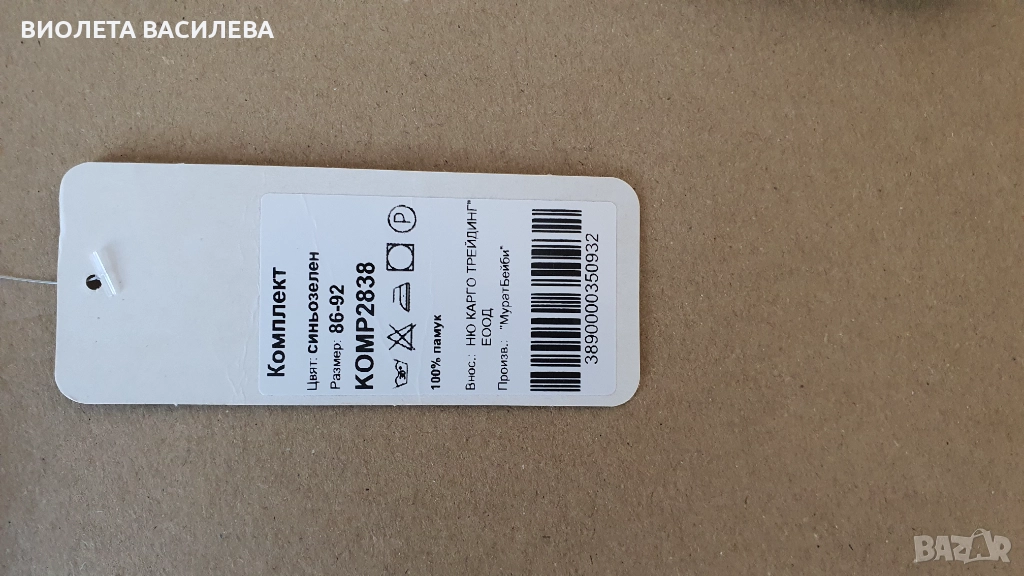 ВИОЛЕТА ВАСИЛЕВА
Комплект
Цвят: синьозелен
Размер: 86-92
KOMP2838
P
100% памук
Внос.: НЮ КАРГО ТРЕЙДИНГ"
ЕООД
Произв.: "МуратБейби"
3890000350932
BAZAR